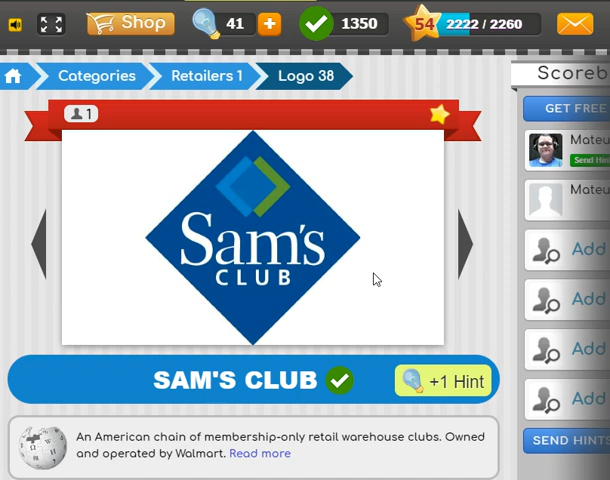 Shop
41
1350
54
2222 / 2260
Categories
Retailers 1
Logo 38
Scoreb
1
GET FREE
Mateu
Send Hin
Mateu
Sam's
CLUB
Add
Add
Add
Add
SAM'S CLUB
+1 Hint
An American chain of membership-only retail warehouse clubs. Owned
and operated by Walmart. Read more
SEND HINTS